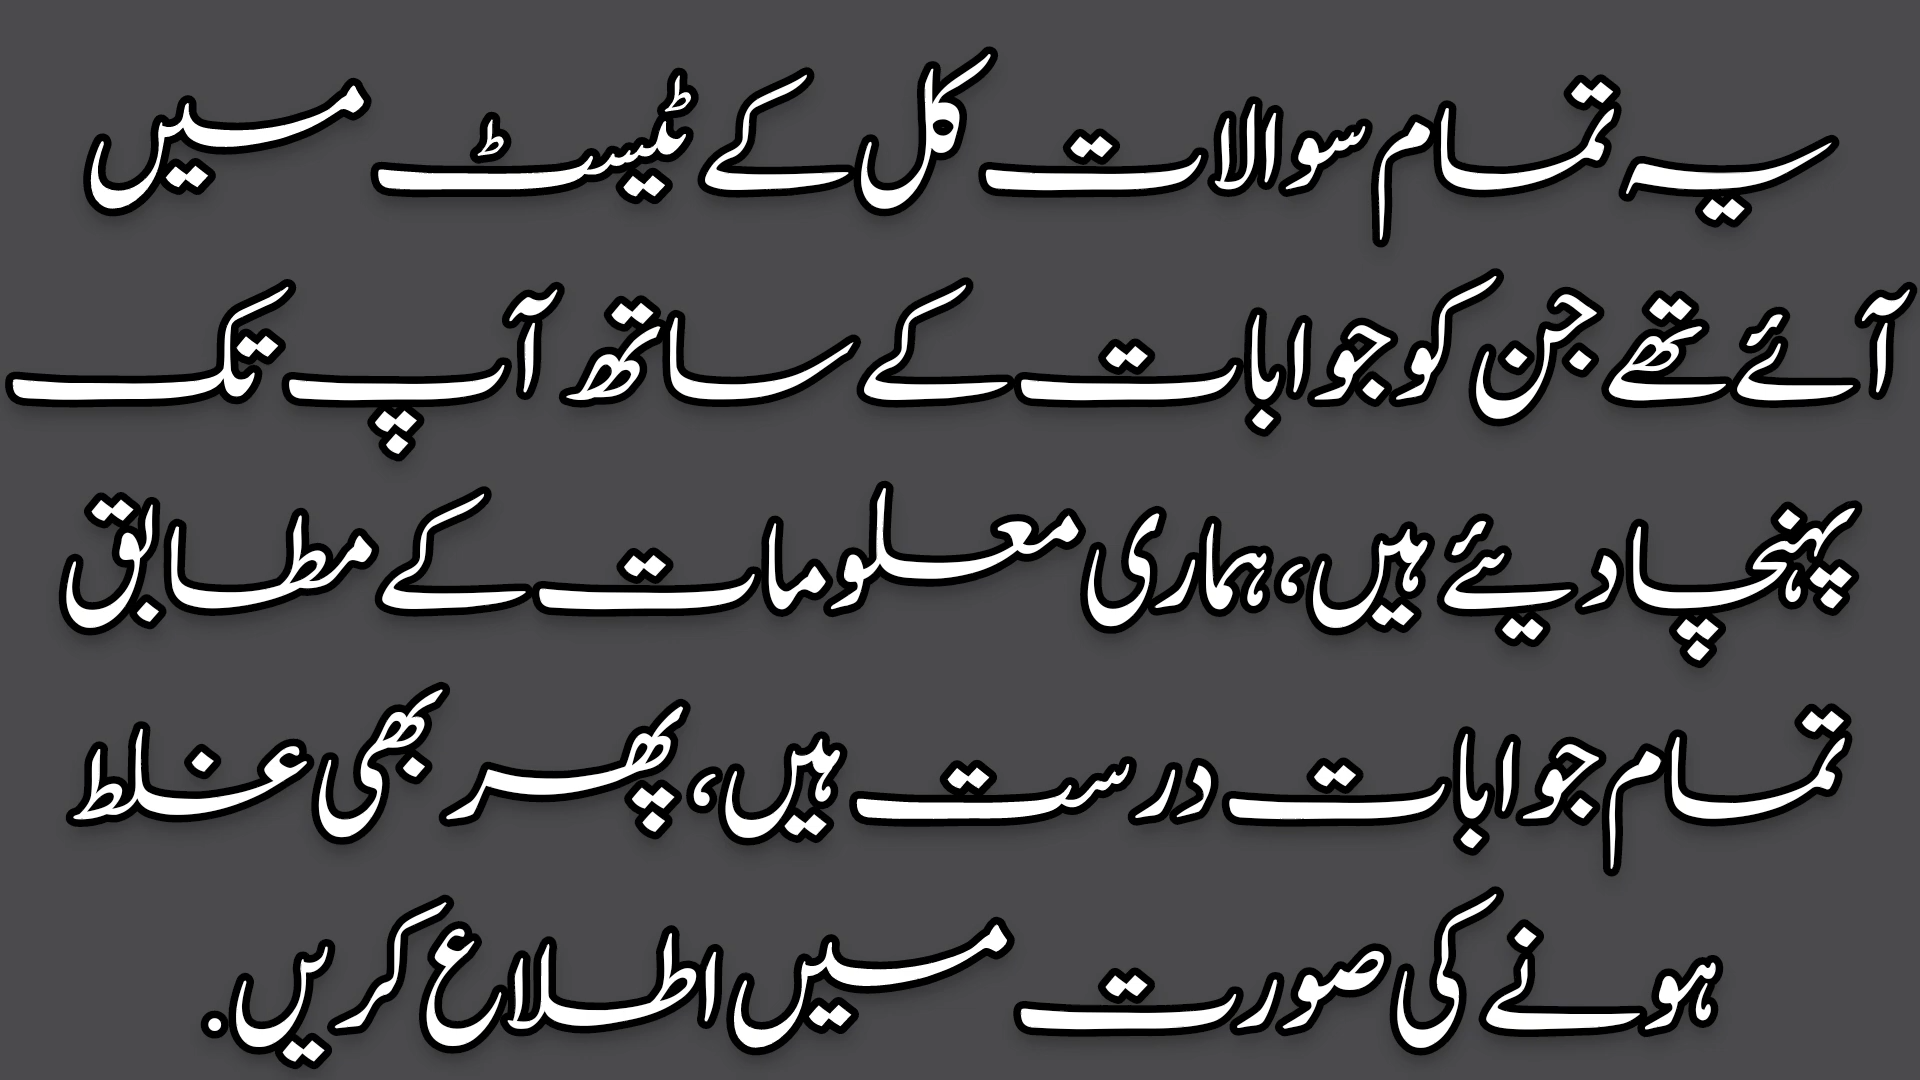 یہ تمام سوالات کل کے ٹیسٹ میں
آئے تھے جن کو جوابات کے ساتھ آپ تک
پہنچا دیئے ہیں، ہماری معلومات کے مطابق
تمام جوابات درست ہیں، پھر بھی غلط
ہونے کی صورت میں اطلاع کریں.